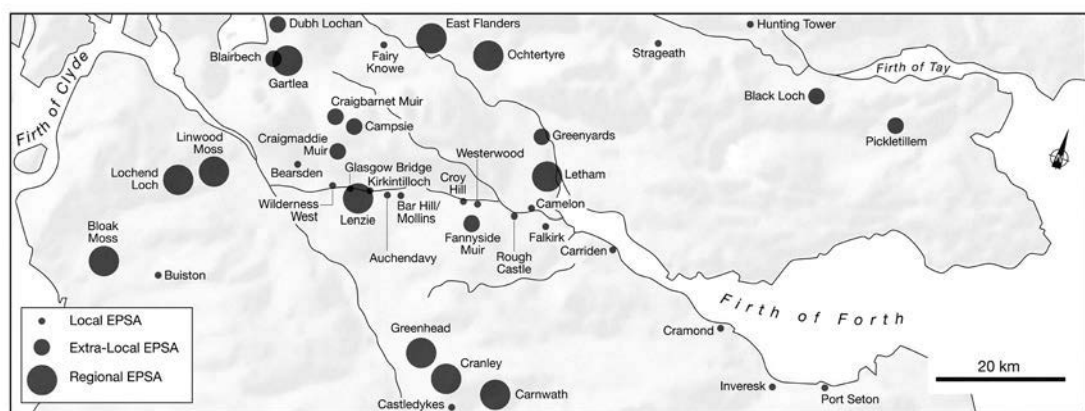 Dubh Lochan
East Flanders
Hunting Tower
Strageath
Blairbech
Fairy
Knowe
Ochtertyre
Gartlea
Firth of Tay
Firth of Clyde
Black Loch
Craigbarnet Muir
Campsie
Pickletillem
Linwood
Moss
Craigmaddie
Muir
Greenyards
Westerwood
Lochend
Loch
Bearsden
Glasgow Bridge
Kirkintilloch
Croy
Hill
Letham
Wilderness
West
Lenzie
Bar Hill/
Mollins
Camelon
Bloak
Moss
Auchendavy
Fannyside
Muir
Rough
Castle
Falkirk
Carriden
Buiston
Firth of Forth
Local EPSA
Extra-Local EPSA
Regional EPSA
Greenhead
Cramond
Cranley
20 km
Carnwath
Castledykes
Inveresk
Port Seton